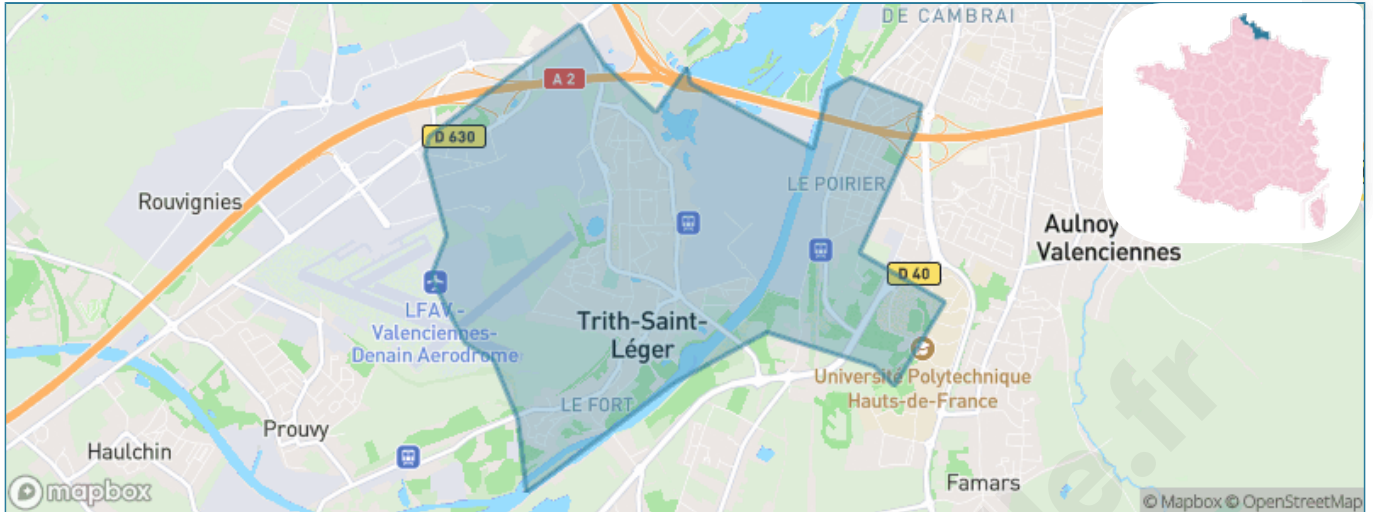 DE CAMBRAI
A 2
D 630
LE POIRIER
Rouvignies
Aulnoy
Valenciennes
D 40
LFAV -
Valenciennes-
Denain Aerodrome
Trith-Saint-
Léger
Université Polytechnique
Hauts-de-France
LE FORT
Prouvy
Haulchin
Famars
mapbox
© Mapbox © OpenStreetMap